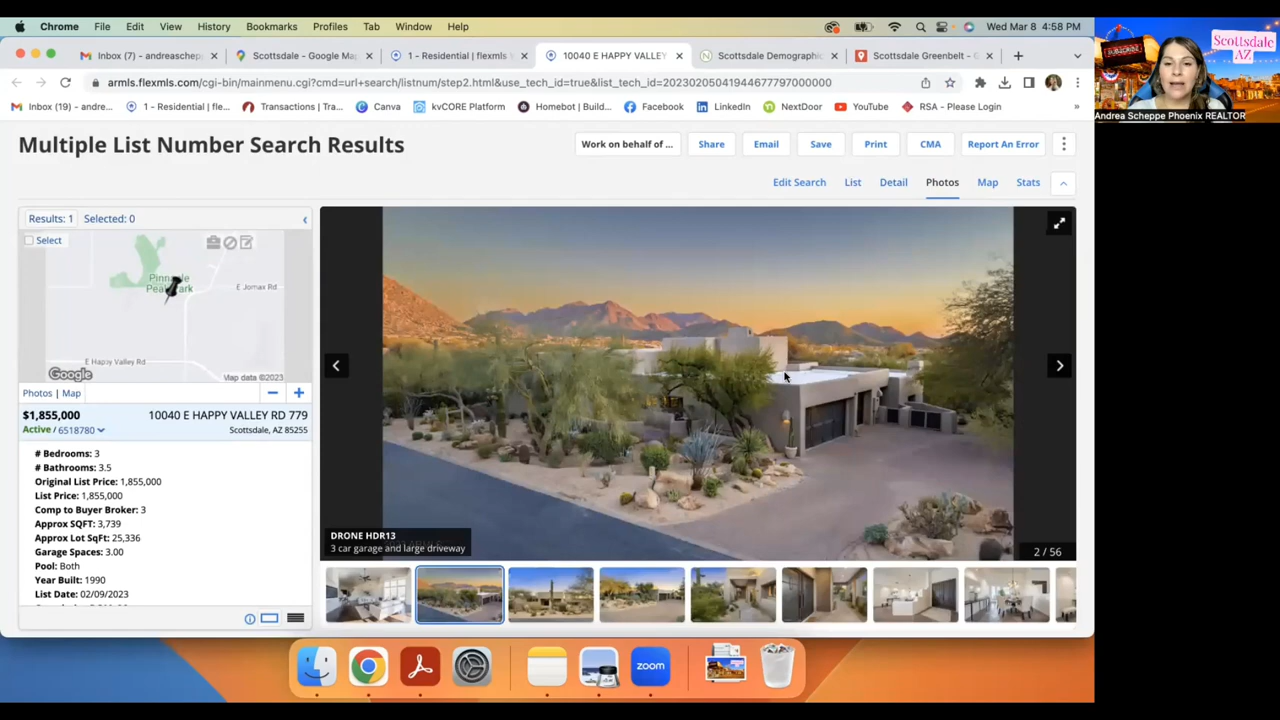 Chrome File Edit View History Bookmarks Profiles Tab Window Help Wed Mar 8 4:58 PM
Inbox (7) - andreaschep
Scottsdale - Google Ma
1 - Residential | flexmls
10040 E HAPPY VALLEY
Scottsdale Demographic
Scottsdale Greenbelt - G
armls.flexmls.com/cgi-bin/mainmenu.cgi?cmd=url+search/listnum/step2.html&use_tech_id=true&list_tech_id=20230205041944677797000000
Inbox (19) - andre...
1 - Residential | fle...
Transactions | Tra...
Canva
kvCORE Platform
Homebot | Build...
Facebook
LinkedIn
NextDoor
YouTube
RSA - Please Login
»
SUBSCRIBE
Scottsdale
AZ
Andrea Scheppe Phoenix REALTOR
Multiple List Number Search Results
Work on behalf of ... Share Email Save Print CMA Report An Error
Edit Search List Detail Photos Map Stats
Results: 1 Selected: 0
Select
Pinnacle
Peak Park
E Jomax Rd
E Happy Valley Rd
Google Map data ©2023
Photos | Map
$1,855,000 10040 E HAPPY VALLEY RD 779
Active / 6518780 Scottsdale, AZ 85255
# Bedrooms: 3
# Bathrooms: 3.5
Original List Price: 1,855,000
List Price: 1,855,000
Comp to Buyer Broker: 3
Approx SQFT: 3,739
Approx Lot SqFt: 25,336
Garage Spaces: 3.00
Pool: Both
Year Built: 1990
List Date: 02/09/2023
DRONE HDR13
3 car garage and large driveway
2 / 56
zoom